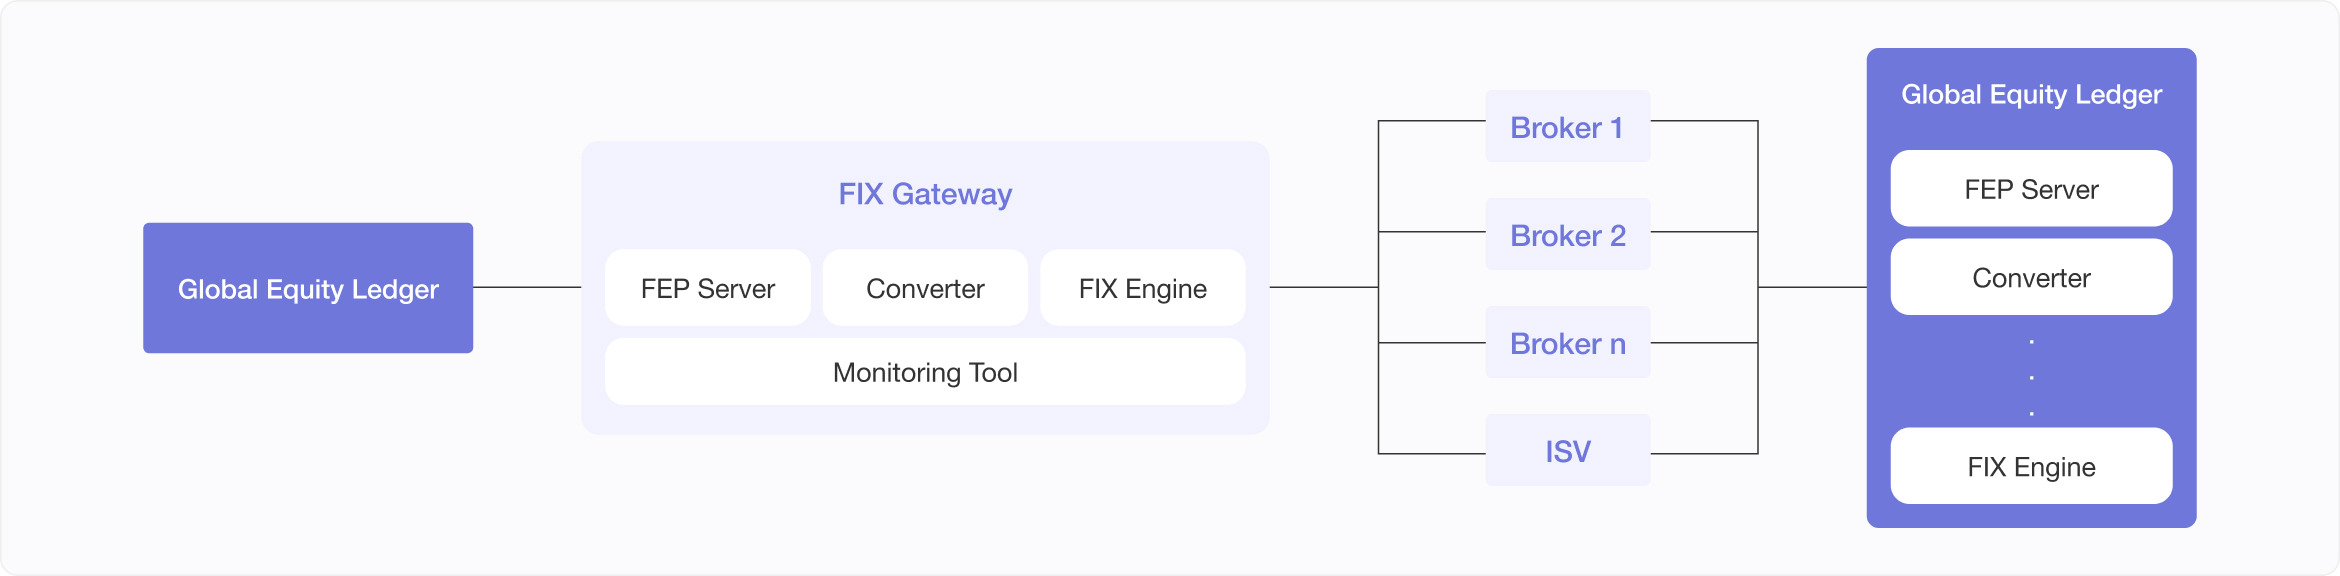 Global Equity Ledger
FIX Gateway
FEP Server
Converter
FIX Engine
Monitoring Tool
Broker 1
Broker 2
Broker n
ISV
Global Equity Ledger
FEP Server
Converter
.
.
.
FIX Engine